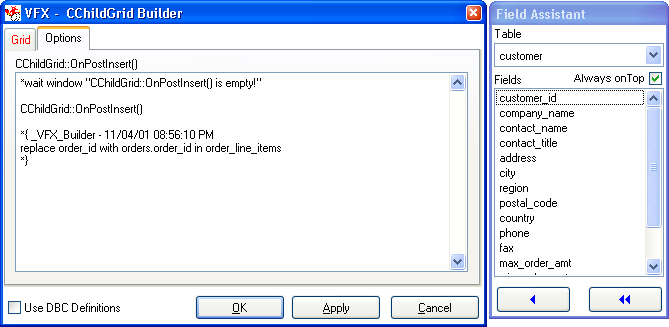 VFX - CChildGrid Builder
Grid
Options
CChildGrid::OnPostInsert()
*wait window "CChildGrid::OnPostInsert() is empty!"
CChildGrid::OnPostInsert()
*{ _VFX_Builder - 11/04/01 08:56:10 PM
replace order_id with orders.order_id in order_line_items
*}
Use DBC Definitions
OK
Apply
Cancel
Field Assistant
Table
customer
Fields
Always onTop
customer_id
company_name
contact_name
contact_title
address
city
region
postal_code
country
phone
fax
max_order_amt